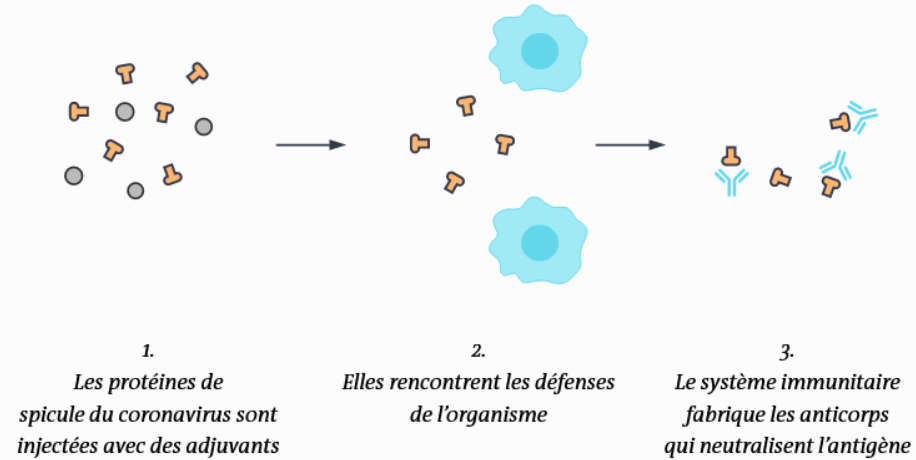 1.
Les protéines de
spicule du coronavirus sont
injectées avec des adjuvants
2.
Elles rencontrent les défenses
de l'organisme
3.
Le système immunitaire
fabrique les anticorps
qui neutralisent l'antigène